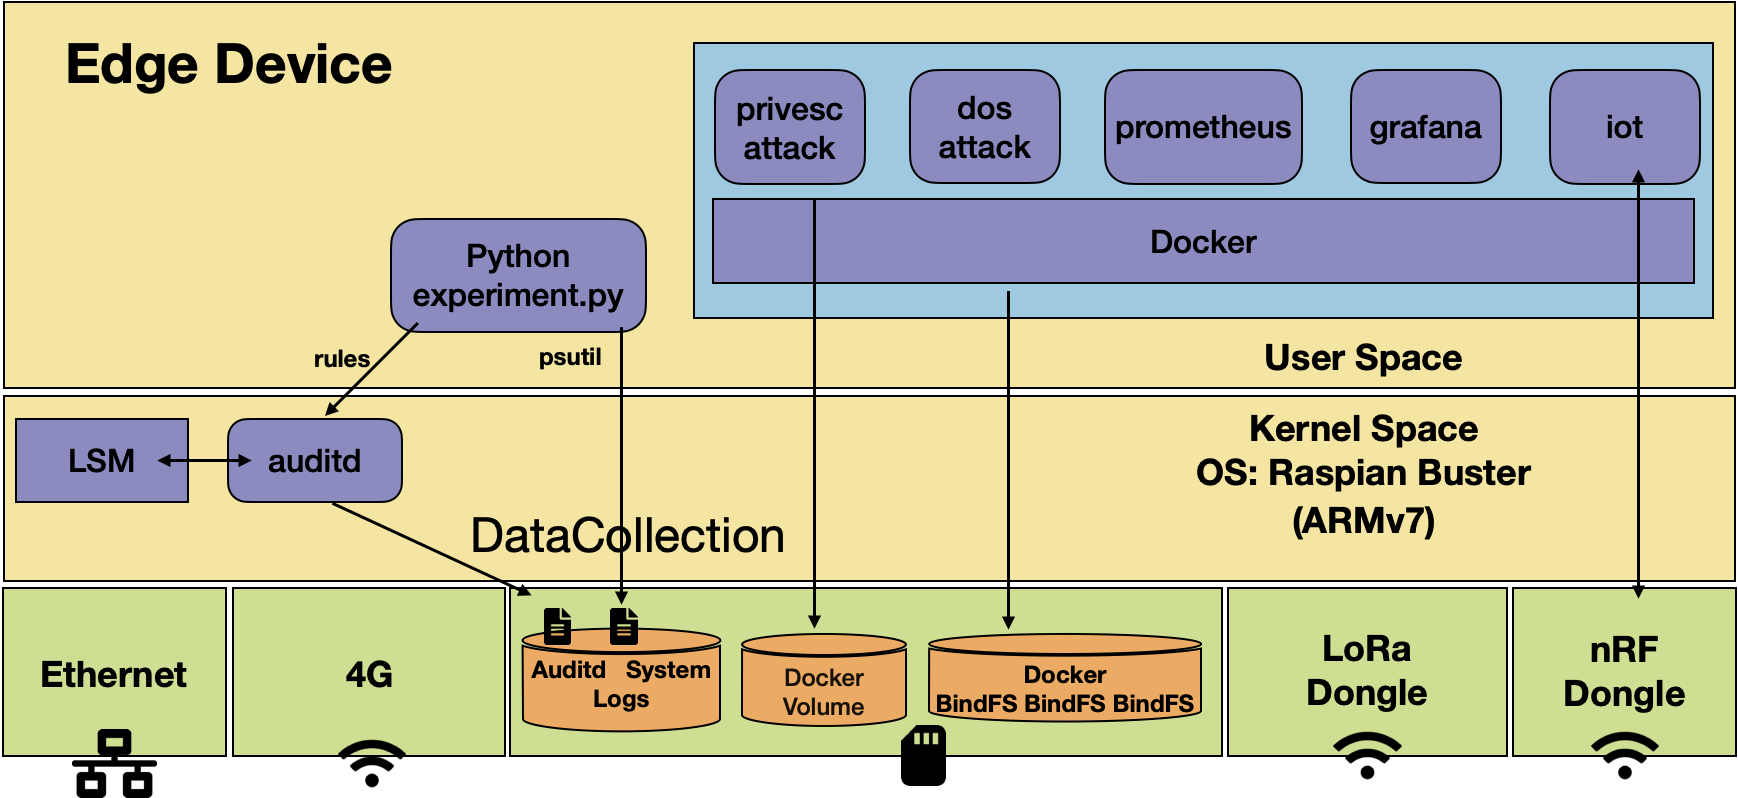 Edge Device
privesc
attack
dos
attack
prometheus
grafana
iot
Docker
Python
experiment.py
rules
psutil
User Space
LSM
auditd
Kernel Space
OS: Raspian Buster
(ARMv7)
DataCollection
Ethernet
4G
Auditd System
Logs
Docker
Volume
Docker
BindFS BindFS BindFS
LoRa
Dongle
nRF
Dongle